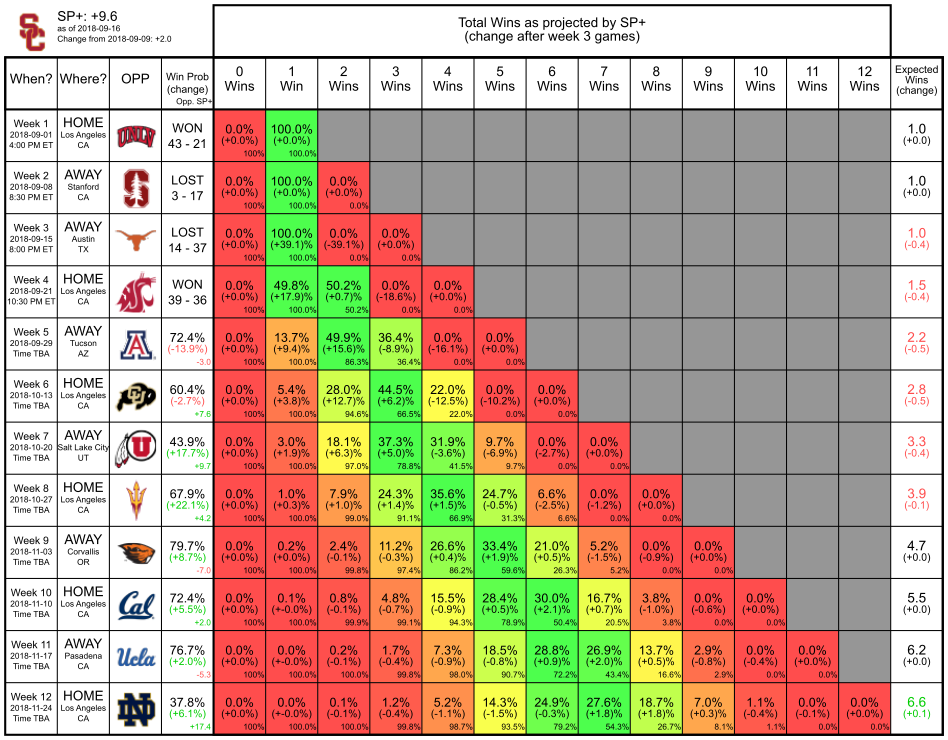 SP+: +9.6
as of 2018-09-16
Change from 2018-09-09: +2.0
Total Wins as projected by SP+
(change after week 3 games)
When? Where? OPP Win Prob (change) Opp. SP+ 0 Wins 1 Win 2 Wins 3 Wins 4 Wins 5 Wins 6 Wins 7 Wins 8 Wins 9 Wins 10 Wins 11 Wins 12 Wins Expected Wins (change)
Week 1 HOME UNLV WON 0.0% 100.0% 1.0
2018-09-01 Los Angeles (+0.0%) (+0.0%) (+0.0)
4:00 PM ET CA 43 - 21 100% 100.0%
Week 2 AWAY S LOST 0.0% 100.0% 0.0% 1.0
2018-09-08 Stanford (+0.0%) (+0.0%) (+0.0%) (+0.0)
8:30 PM ET CA 3 - 17 100% 100.0% 0.0%
Week 3 AWAY LOST 0.0% 100.0% 0.0% 0.0% 1.0
2018-09-15 Austin (+0.0%) (+39.1)% (-39.1%) (+0.0%) (-0.4)
8:00 PM ET TX 14 - 37 100% 100.0% 0.0% 0.0%
Week 4 HOME WON 0.0% 49.8% 50.2% 0.0% 0.0% 1.5
2018-09-21 Los Angeles (+0.0%) (+17.9)% (+0.7)% (-18.6%) (+0.0%) (-0.4)
10:30 PM ET CA 39 - 36 100% 100.0% 50.2% 0.0% 0.0%
Week 5 AWAY A 72.4% 0.0% 13.7% 49.9% 36.4% 0.0% 0.0% 2.2
2018-09-29 Tucson (-13.9%) (+0.0%) (+9.4)% (+15.6)% (-8.9%) (-16.1%) (+0.0%) (-0.5)
Time TBA AZ -3.0 100% 100.0% 86.3% 36.4% 0.0% 0.0%
Week 6 HOME CU 60.4% 0.0% 5.4% 28.0% 44.5% 22.0% 0.0% 0.0% 2.8
2018-10-13 Los Angeles (-2.7%) (+0.0%) (+3.8)% (+12.7)% (+6.2)% (-12.5%) (-10.2%) (+0.0%) (-0.5)
Time TBA CA +7.6 100% 100.0% 94.6% 66.5% 22.0% 0.0% 0.0%
Week 7 AWAY U 43.9% 0.0% 3.0% 18.1% 37.3% 31.9% 9.7% 0.0% 0.0% 3.3
2018-10-20 Salt Lake City (+17.7%) (+0.0%) (+1.9)% (+6.3)% (+5.0)% (-3.6%) (-6.9%) (-2.7%) (+0.0%) (-0.4)
Time TBA UT +9.7 100% 100.0% 97.0% 78.8% 41.5% 9.7% 0.0% 0.0%
Week 8 HOME 67.9% 0.0% 1.0% 7.9% 24.3% 35.6% 24.7% 6.6% 0.0% 0.0% 3.9
2018-10-27 Los Angeles (+22.1%) (+0.0%) (+0.3)% (+1.0)% (+1.4)% (+1.5)% (-0.5%) (-2.5%) (-1.2%) (+0.0%) (-0.1)
Time TBA CA +4.2 100% 100.0% 99.0% 91.1% 66.9% 31.3% 6.6% 0.0% 0.0%
Week 9 AWAY 79.7% 0.0% 0.2% 2.4% 11.2% 26.6% 33.4% 21.0% 5.2% 0.0% 0.0% 4.7
2018-11-03 Corvallis (+8.7%) (+0.0%) (+0.0%) (-0.1%) (-0.3%) (+0.4)% (+1.9)% (+0.5)% (-1.5%) (-0.9%) (+0.0%) (+0.0)
Time TBA OR -7.0 100% 100.0% 99.8% 97.4% 86.2% 59.6% 26.3% 5.2% 0.0% 0.0%
Week 10 HOME Cal 72.4% 0.0% 0.1% 0.8% 4.8% 15.5% 28.4% 30.0% 16.7% 3.8% 0.0% 0.0% 5.5
2018-11-10 Los Angeles (+5.5%) (+0.0%) (+-0.0%) (-0.1%) (-0.7%) (-0.9%) (+0.5)% (+2.1)% (+0.7)% (-1.0%) (-0.6%) (+0.0%) (+0.0)
Time TBA CA +2.0 100% 100.0% 99.9% 99.1% 94.3% 78.9% 50.4% 20.5% 3.8% 0.0% 0.0%
Week 11 AWAY Ucla 76.7% 0.0% 0.0% 0.2% 1.7% 7.3% 18.5% 28.8% 26.9% 13.7% 2.9% 0.0% 0.0% 6.2
2018-11-17 Pasadena (+2.0%) (+0.0%) (+-0.0%) (-0.1%) (-0.4%) (-0.9%) (-0.8%) (+0.9)% (+2.0)% (+0.5)% (-0.8%) (-0.4%) (+0.0%) (+0.0)
Time TBA CA -5.3 100% 100.0% 100.0% 99.8% 98.0% 90.7% 72.2% 43.4% 16.6% 2.9% 0.0% 0.0%
Week 12 HOME ND 37.8% 0.0% 0.0% 0.1% 1.2% 5.2% 14.3% 24.9% 27.6% 18.7% 7.0% 1.1% 0.0% 0.0% 6.6
2018-11-24 Los Angeles (+6.1%) (+0.0%) (+-0.0%) (-0.1%) (-0.4%) (-1.1%) (-1.5%) (-0.3%) (+1.8)% (+1.8)% (+0.3)% (-0.4%) (-0.1%) (+0.0%) (+0.1)
Time TBA CA +17.4 100% 100.0% 100.0% 99.8% 98.7% 93.5% 79.2% 54.3% 26.7% 8.1% 1.1% 0.0% 0.0%